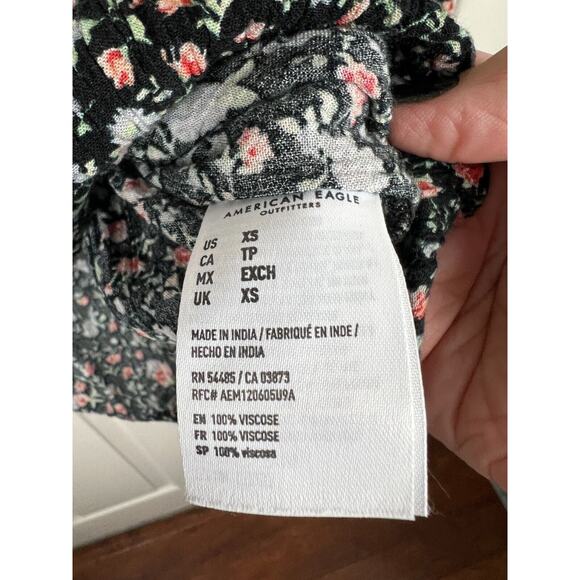 AMERICAN EAGLE
OUTFITTERS
US XS
CA TP
MX EXCH
UK XS
MADE IN INDIA / FABRIQUÉ EN INDE /
HECHO EN INDIA
RN 54485 / CA 03873
RFC# AEM120605U9A
EN 100% VISCOSE
FR 100% VISCOSE
SP 100% viscosa